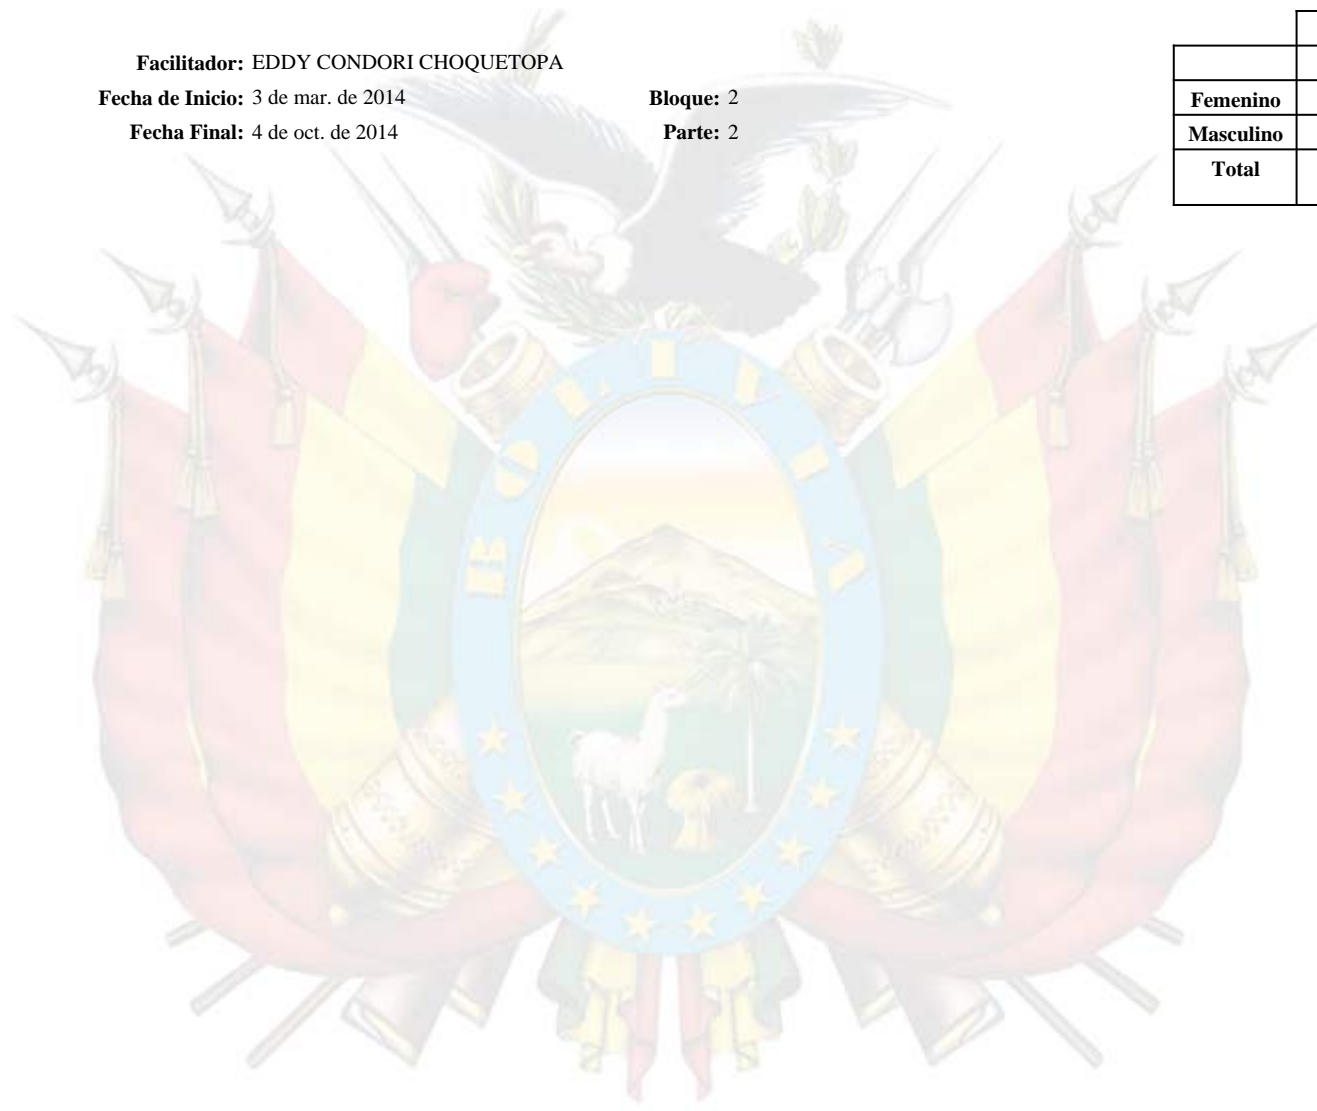 Facilitador: EDDY CONDORI CHOQUETOPA
Fecha de Inicio: 3 de mar. de 2014 Bloque: 2
Fecha Final: 4 de oct. de 2014 Parte: 2
Femenino
Masculino
Total
BOLIVIA